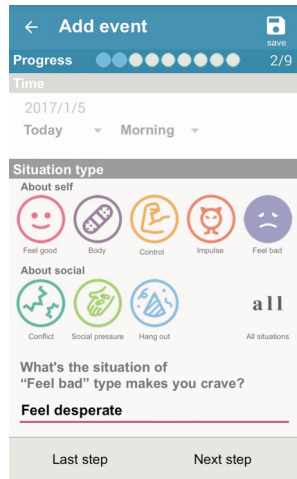 ← Add event
save
Progress 2/9
Time
2017/1/5
Today Morning
Situation type
About self
Feel good Body Control Impulse Feel bad
About social
all
Conflict Social pressure Hang out All situations
What's the situation of
“Feel bad” type makes you crave?
Feel desperate
Last step Next step